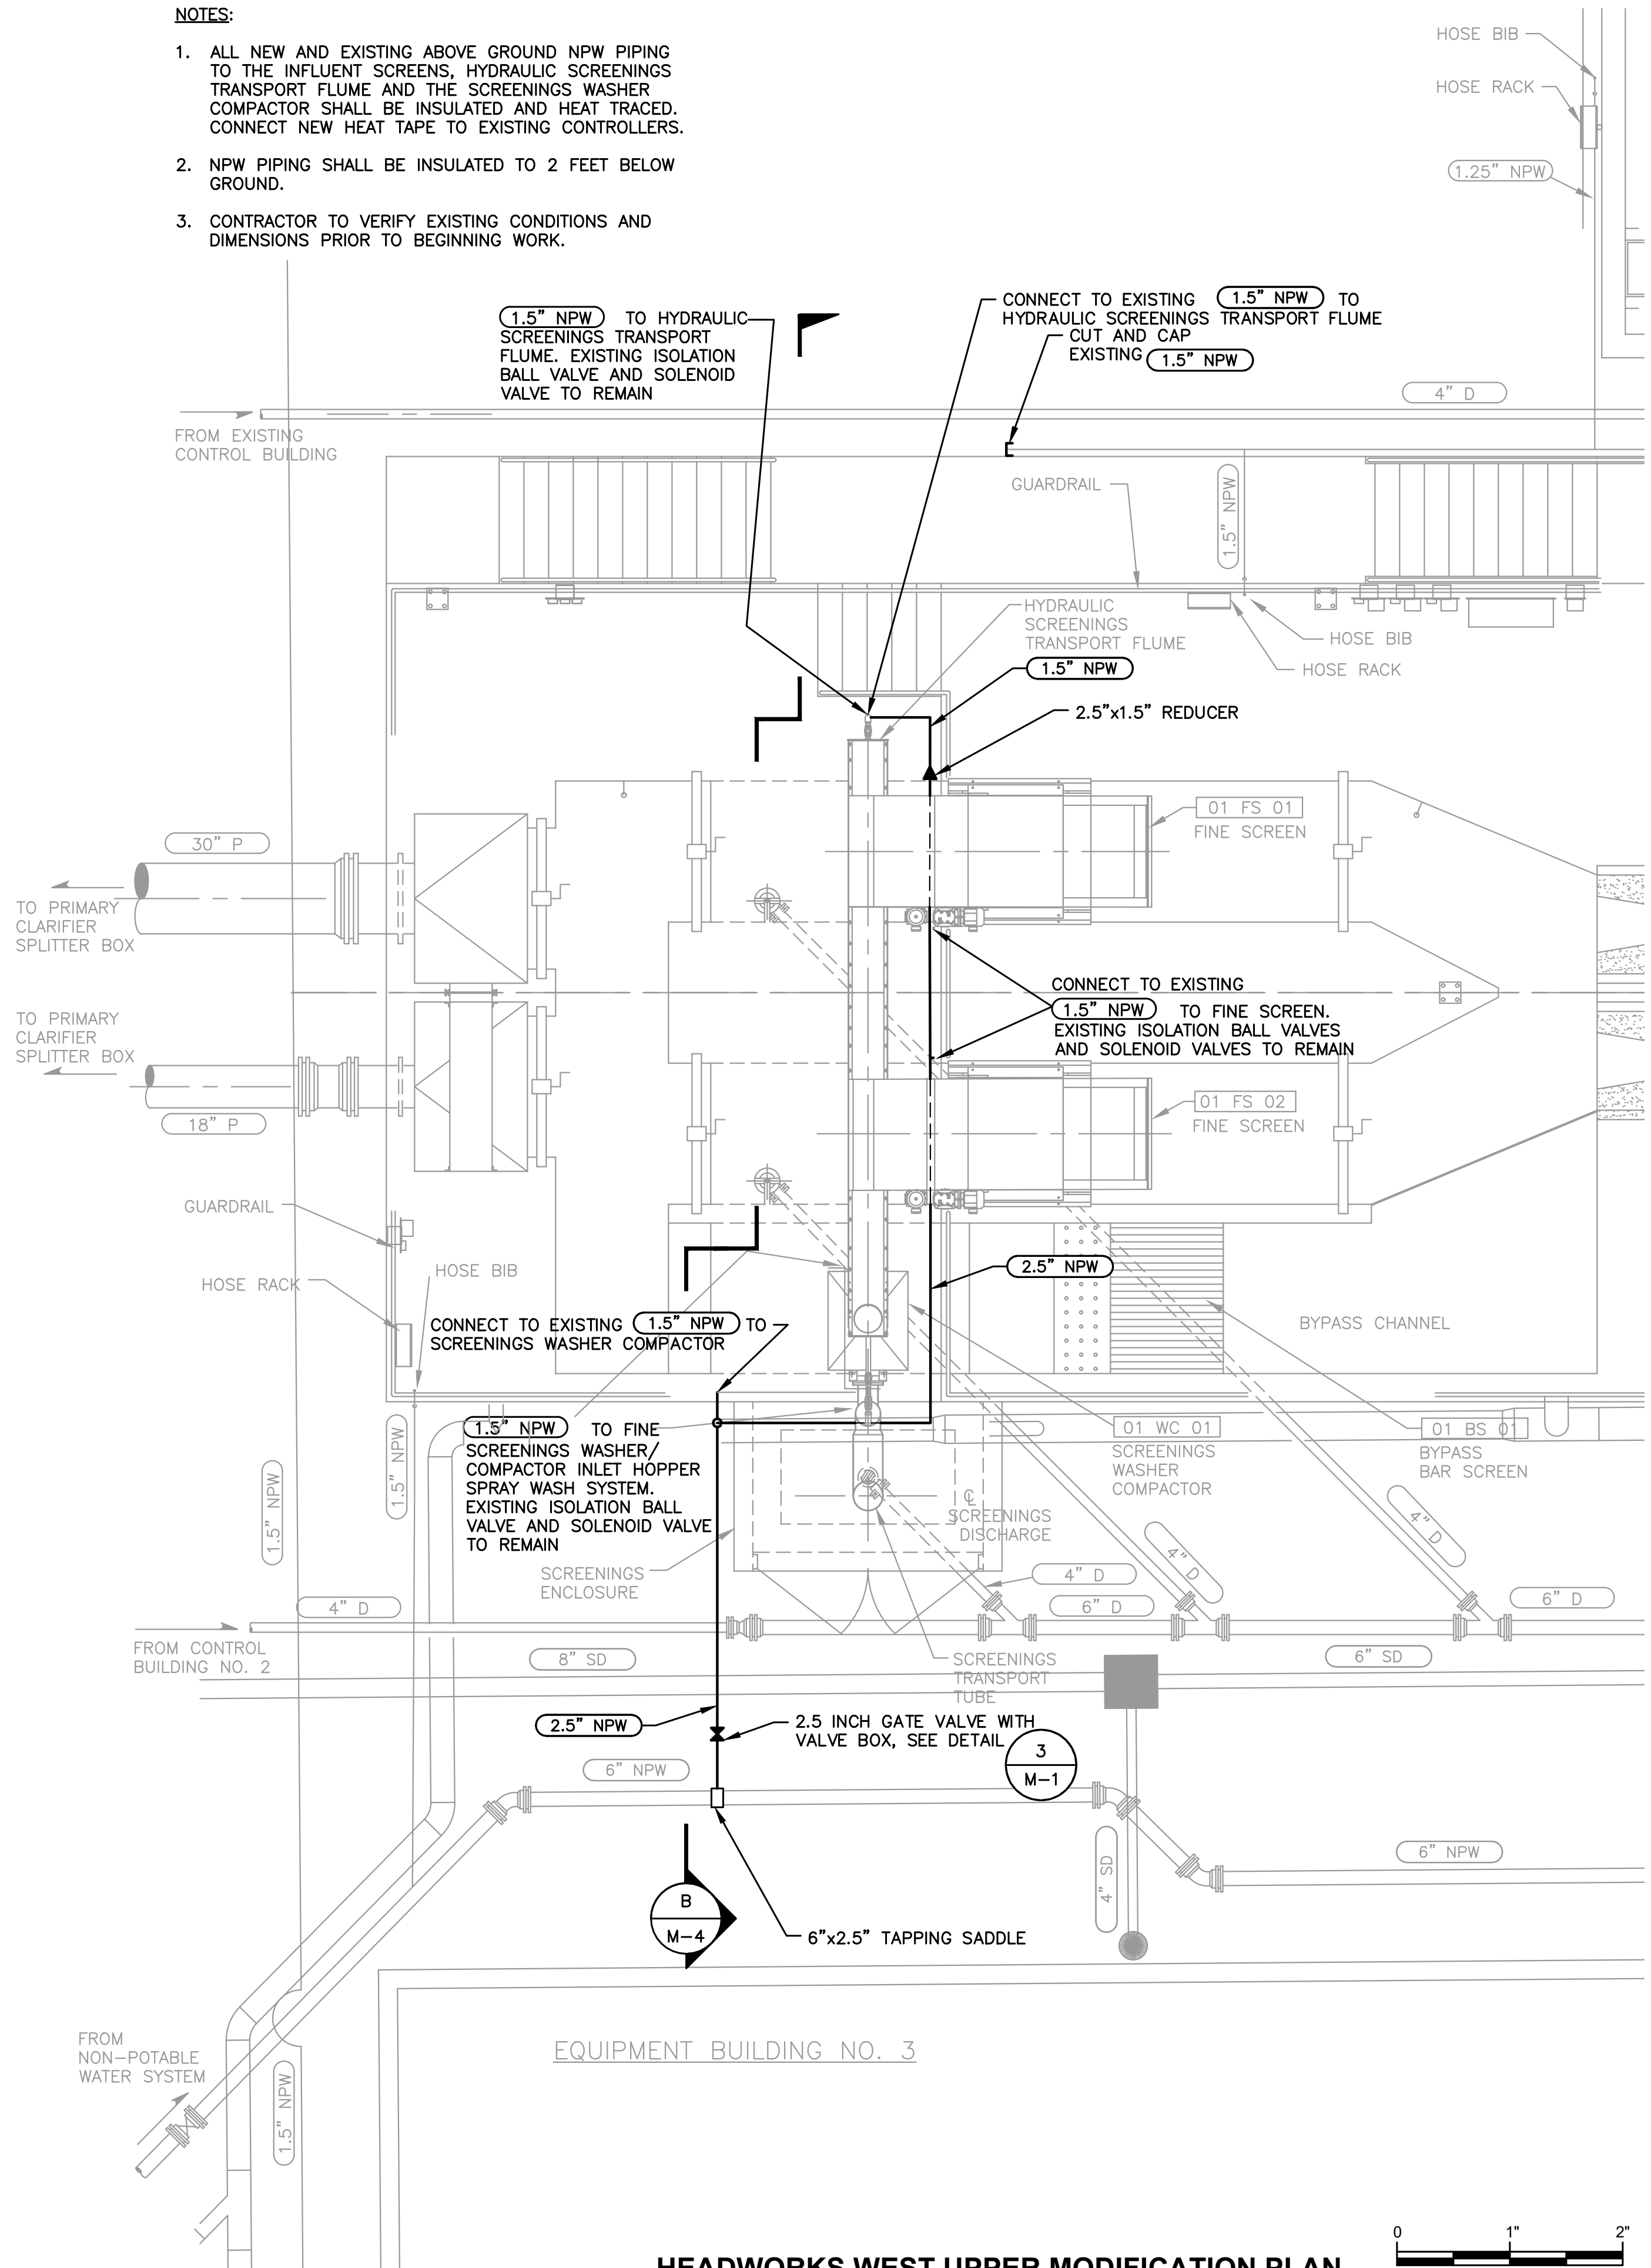 NOTES:
1. ALL NEW AND EXISTING ABOVE GROUND NPW PIPING
TO THE INFLUENT SCREENS, HYDRAULIC SCREENINGS
TRANSPORT FLUME AND THE SCREENINGS WASHER
COMPACTOR SHALL BE INSULATED AND HEAT TRACED.
CONNECT NEW HEAT TAPE TO EXISTING CONTROLLERS.
2. NPW PIPING SHALL BE INSULATED TO 2 FEET BELOW
GROUND.
3. CONTRACTOR TO VERIFY EXISTING CONDITIONS AND
DIMENSIONS PRIOR TO BEGINNING WORK.
HOSE BIB
HOSE RACK
1.25" NPW
1.5" NPW TO HYDRAULIC
SCREENINGS TRANSPORT
FLUME. EXISTING ISOLATION
BALL VALVE AND SOLENOID
VALVE TO REMAIN
CONNECT TO EXISTING 1.5" NPW TO
HYDRAULIC SCREENINGS TRANSPORT FLUME
CUT AND CAP
EXISTING 1.5" NPW
4" D
FROM EXISTING
CONTROL BUILDING
GUARDRAIL
1.5" NPW
HYDRAULIC
SCREENINGS
TRANSPORT FLUME
HOSE BIB
HOSE RACK
1.5" NPW
2.5"x1.5" REDUCER
01 FS 01
FINE SCREEN
30" P
TO PRIMARY
CLARIFIER
SPLITTER BOX
CONNECT TO EXISTING
1.5" NPW TO FINE SCREEN.
EXISTING ISOLATION BALL VALVES
AND SOLENOID VALVES TO REMAIN
TO PRIMARY
CLARIFIER
SPLITTER BOX
18" P
01 FS 02
FINE SCREEN
GUARDRAIL
HOSE RACK
HOSE BIB
2.5" NPW
BYPASS CHANNEL
CONNECT TO EXISTING 1.5" NPW TO
SCREENINGS WASHER COMPACTOR
1.5" NPW TO FINE
SCREENINGS WASHER/
COMPACTOR INLET HOPPER
SPRAY WASH SYSTEM.
EXISTING ISOLATION BALL
VALVE AND SOLENOID VALVE
TO REMAIN
1.5" NPW
1.5" NPW
01 WC 01
SCREENINGS
WASHER
COMPACTOR
01 BS 01
BYPASS
BAR SCREEN
℄
SCREENINGS
DISCHARGE
4" D
4" D
SCREENINGS
ENCLOSURE
4" D
4" D
6" D
6" D
FROM CONTROL
BUILDING NO. 2
8" SD
SCREENINGS
TRANSPORT
TUBE
6" SD
2.5" NPW
2.5 INCH GATE VALVE WITH
VALVE BOX, SEE DETAIL
3
M-1
6" NPW
6" NPW
4" SD
B
M-4
6"x2.5" TAPPING SADDLE
FROM
NON-POTABLE
WATER SYSTEM
1.5" NPW
EQUIPMENT BUILDING NO. 3
HEADWORKS WEST UPPER MODIFICATION PLAN
0 1" 2"